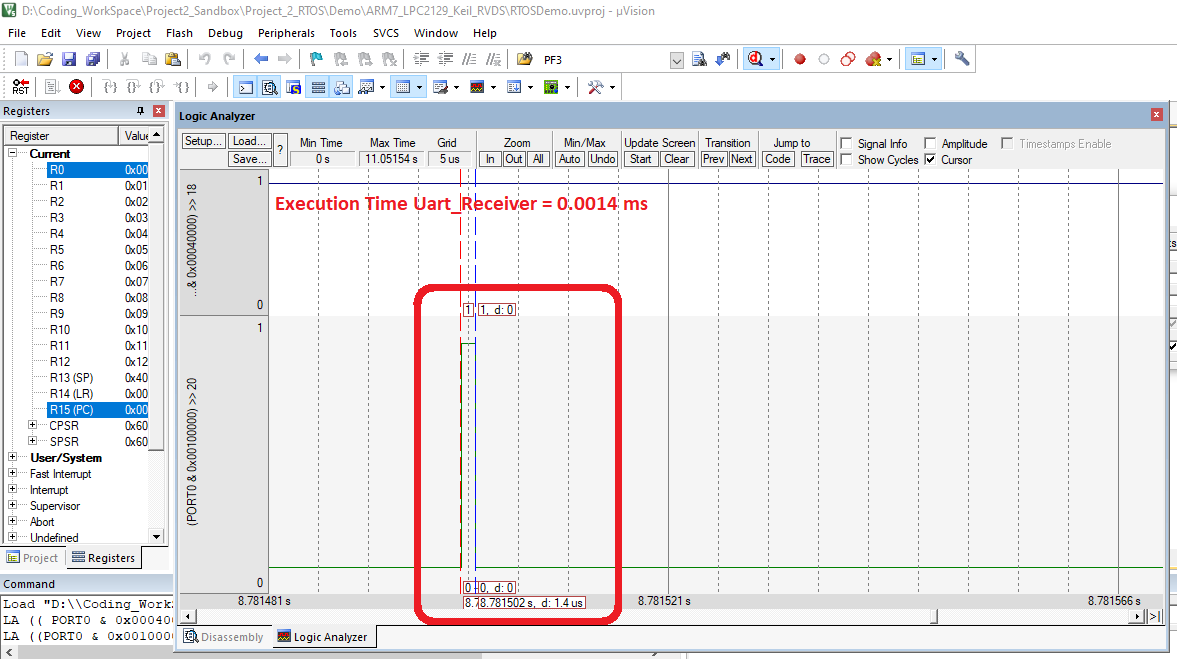 D:\Coding_WorkSpace\Project2_Sandbox\Project_2_RTOS\Demo\ARM7_LPC2129_Keil_RVDS\RTOSDemo.uvproj - µVision
File Edit View Project Flash Debug Peripherals Tools SVCS Window Help
PF3
RST
Registers
Logic Analyzer
Register Value
Current
R0 0x00
R1 0x01
R2 0x02
R3 0x03
R4 0x04
R5 0x05
R6 0x06
R7 0x07
R8 0x08
R9 0x09
R10 0x10
R11 0x11
R12 0x12
R13 (SP) 0x40
R14 (LR) 0x00
R15 (PC) 0x00
CPSR 0x60
SPSR 0x60
User/System
Fast Interrupt
Interrupt
Supervisor
Abort
Undefined
Project Registers
Setup... Load... ? Min Time Max Time Grid Zoom Min/Max Update Screen Transition Jump to Signal Info Amplitude Timestamps Enable
Save... 0 s 11.05154 s 5 us In Out All Auto Undo Start Clear Prev Next Code Trace Show Cycles Cursor
...& 0x00040000) >> 18
1
Execution Time Uart_Receiver = 0.0014 ms
0
1 1, d: 0
(PORT0 & 0x00100000) >> 20
1
0
0 0, d: 0
8.781481 s 8.7 8.781502 s, d: 1.4 us 8.781521 s 8.781566 s
Disassembly Logic Analyzer
Command
Load "D:\\Coding_Work
LA (( PORT0 & 0x00040
LA ((PORT0 & 0x001000